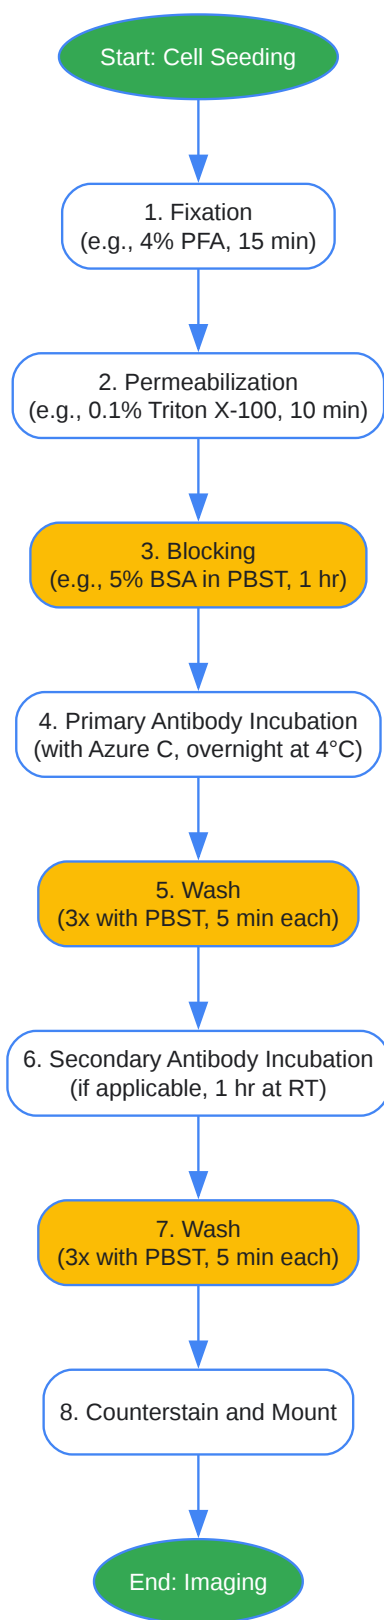 Start: Cell Seeding
1. Fixation
(e.g., 4% PFA, 15 min)
2. Permeabilization
(e.g., 0.1% Triton X-100, 10 min)
3. Blocking
(e.g., 5% BSA in PBST, 1 hr)
4. Primary Antibody Incubation
(with Azure C, overnight at 4°C)
5. Wash
(3x with PBST, 5 min each)
6. Secondary Antibody Incubation
(if applicable, 1 hr at RT)
7. Wash
(3x with PBST, 5 min each)
8. Counterstain and Mount
End: Imaging